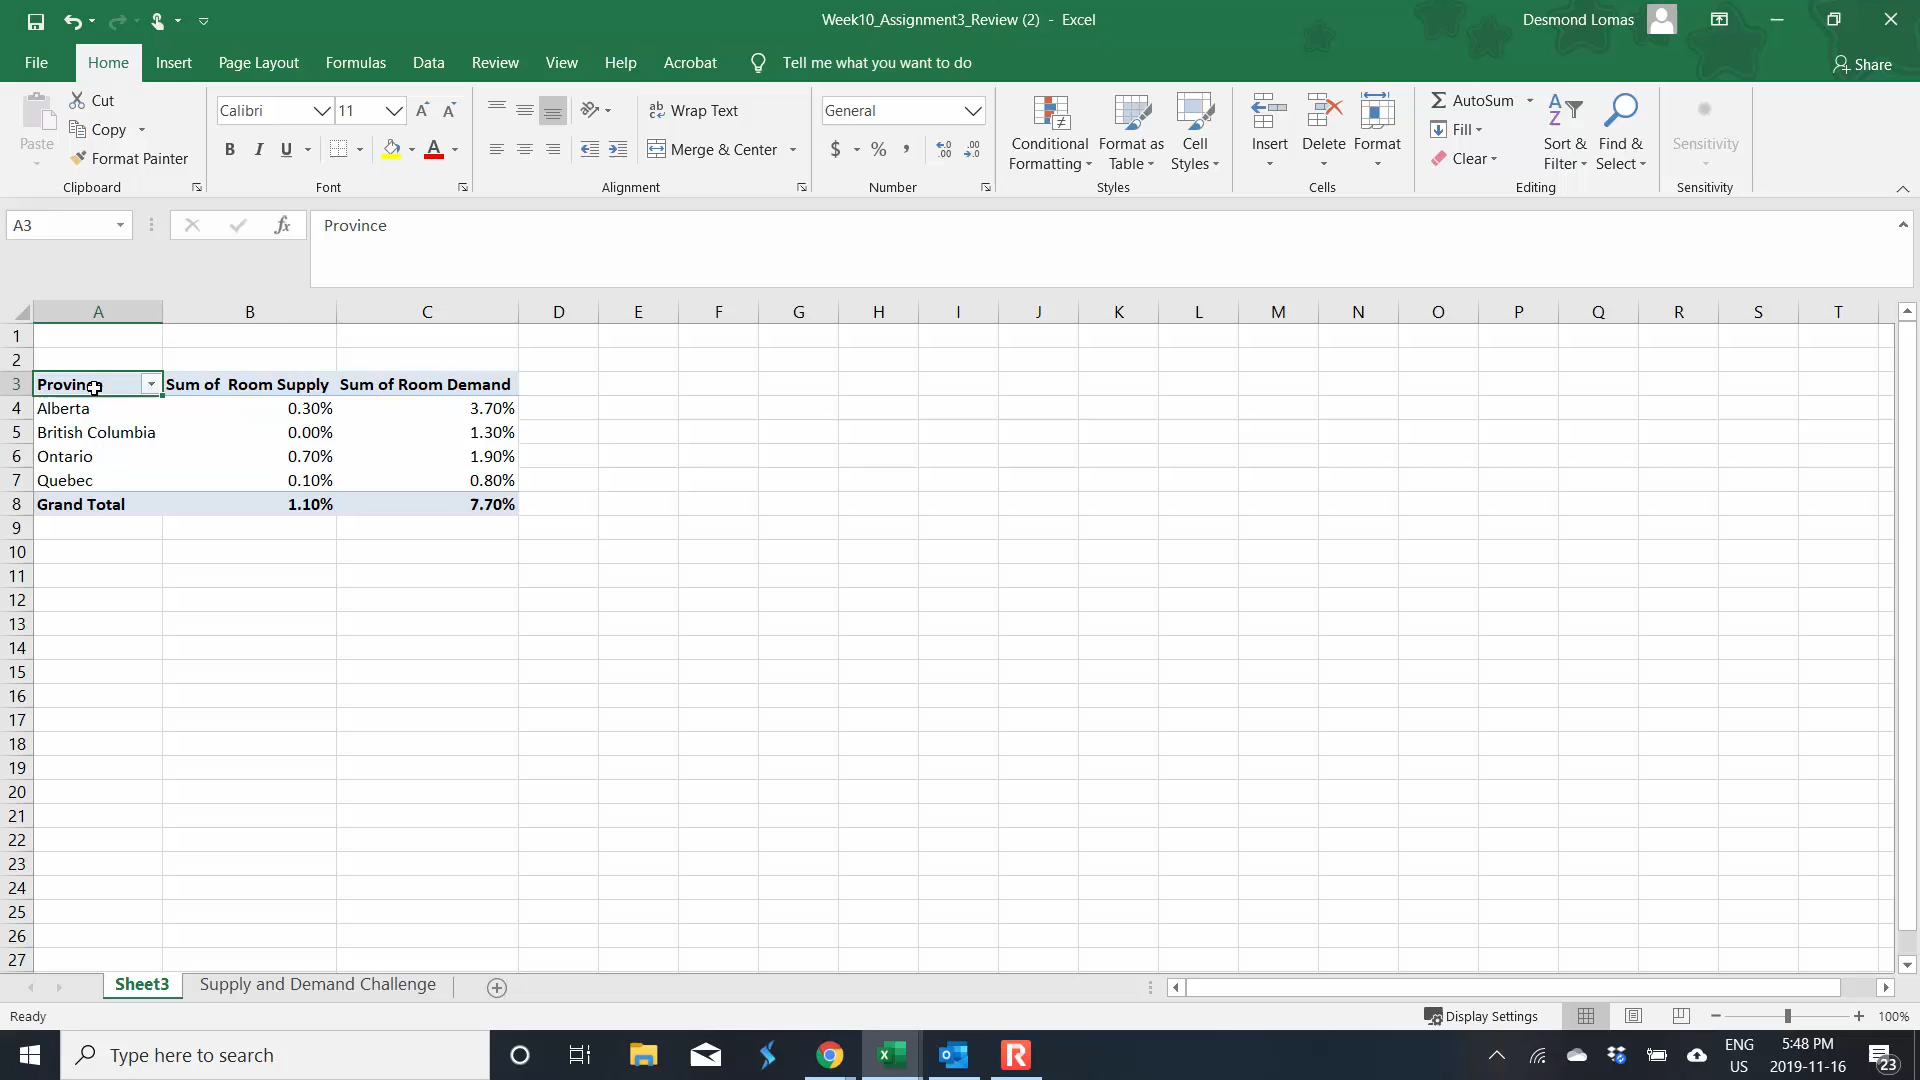 Week10_Assignment3_Review (2) - Excel
Desmond Lomas
File Home Insert Page Layout Formulas Data Review View Help Acrobat Tell me what you want to do Share
Paste
Cut
Copy
Format Painter
Clipboard
Calibri 11
B I U A
Font
Wrap Text
Merge & Center
Alignment
General
$ % ,
Number
Conditional Formatting
Format as Table
Cell Styles
Styles
Insert Delete Format
Cells
AutoSum
Fill
Clear
Sort & Filter
Find & Select
Editing
Sensitivity
Sensitivity
A3 fx Province
A B C D E F G H I J K L M N O P Q R S T
1
2
3 Province Sum of Room Supply Sum of Room Demand
4 Alberta 0.30% 3.70%
5 British Columbia 0.00% 1.30%
6 Ontario 0.70% 1.90%
7 Quebec 0.10% 0.80%
8 Grand Total 1.10% 7.70%
9
10
11
12
13
14
15
16
17
18
19
20
21
22
23
24
25
26
27
Sheet3 Supply and Demand Challenge
Ready Display Settings 100%
Type here to search
ENG
US
5:48 PM
2019-11-16
23